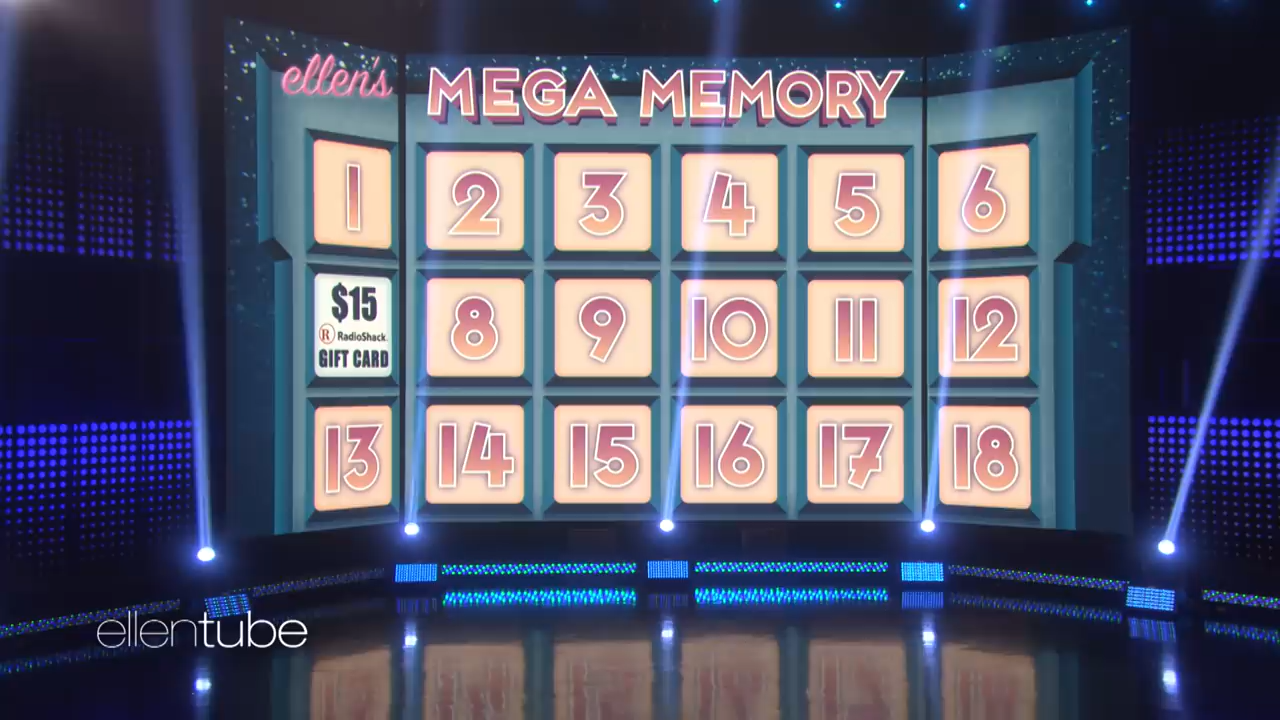 ellen's
MEGA MEMORY
1 2 3 4 5 6
$15
R RadioShack.
GIFT CARD
8 9 10 11 12
13 14 15 16 17 18
ellentube